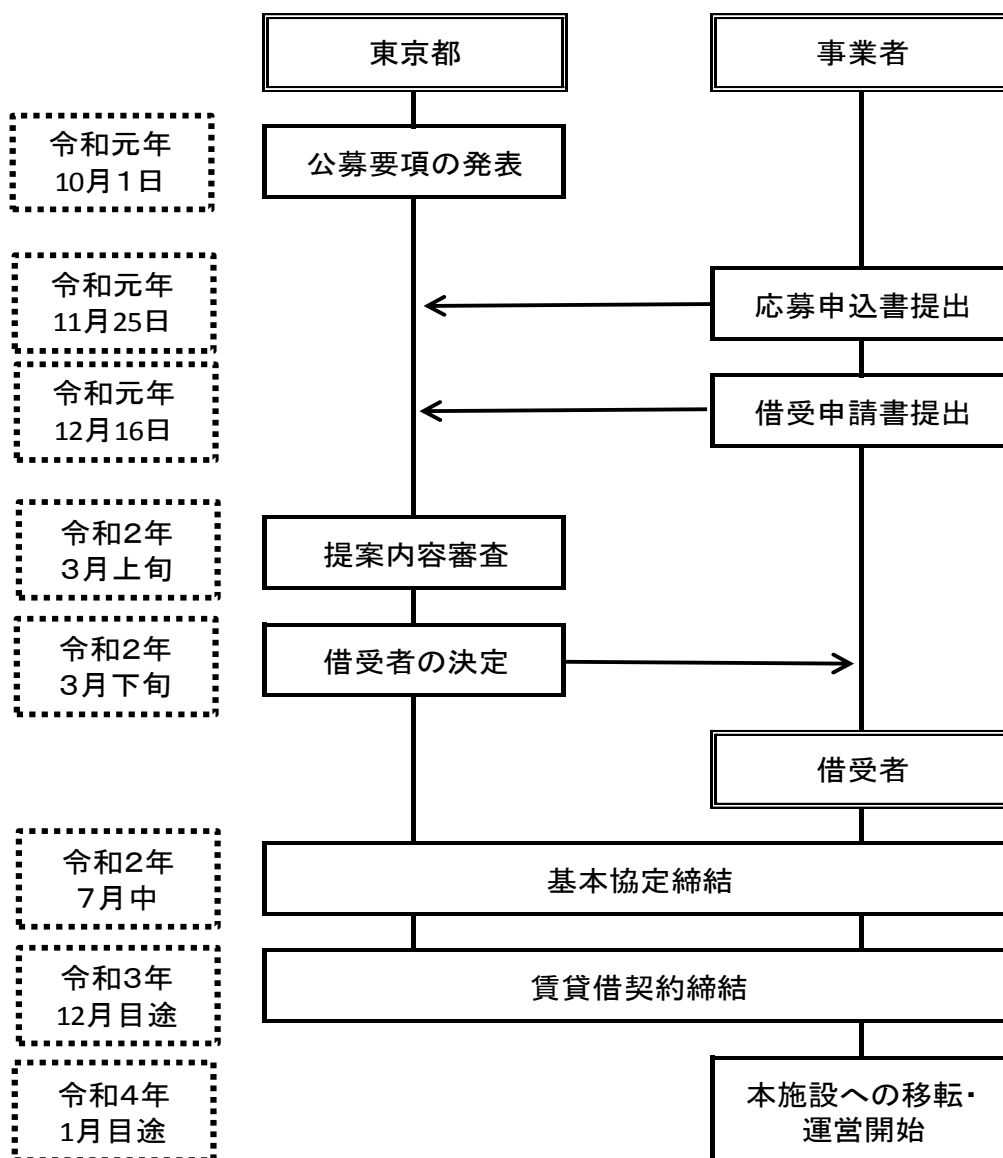 東京都
事業者
令和元年
10月1日
公募要項の発表
令和元年
11月25日
応募申込書提出
令和元年
12月16日
借受申請書提出
令和2年
3月上旬
提案内容審査
令和2年
3月下旬
借受者の決定
借受者
令和2年
7月中
基本協定締結
令和3年
12月目途
賃貸借契約締結
令和4年
1月目途
本施設への移転・
運営開始